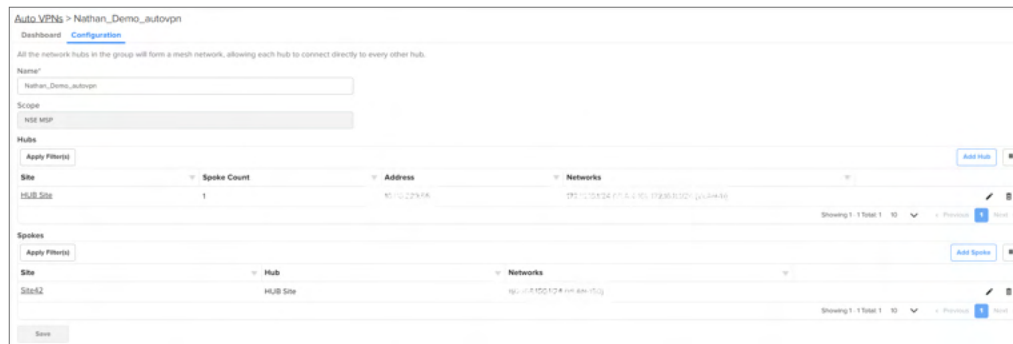 Auto VPNs > Nathan_Demo_autovpn
Dashboard Configuration
All the network hubs in the group will form a mesh network, allowing each hub to connect directly to every other hub.
Name*
Nathan_Demo_autovpn
Scope
NSE MSP
Hubs
Apply Filter(s) Add Hub
Site Spoke Count Address Networks
HUB Site 1
Showing 1 - 1 Total: 1 10 Previous 1 Next
Spokes
Apply Filter(s) Add Spoke
Site Hub Networks
Site42 HUB Site
Showing 1 - 1 Total: 1 10 Previous 1 Next
Save